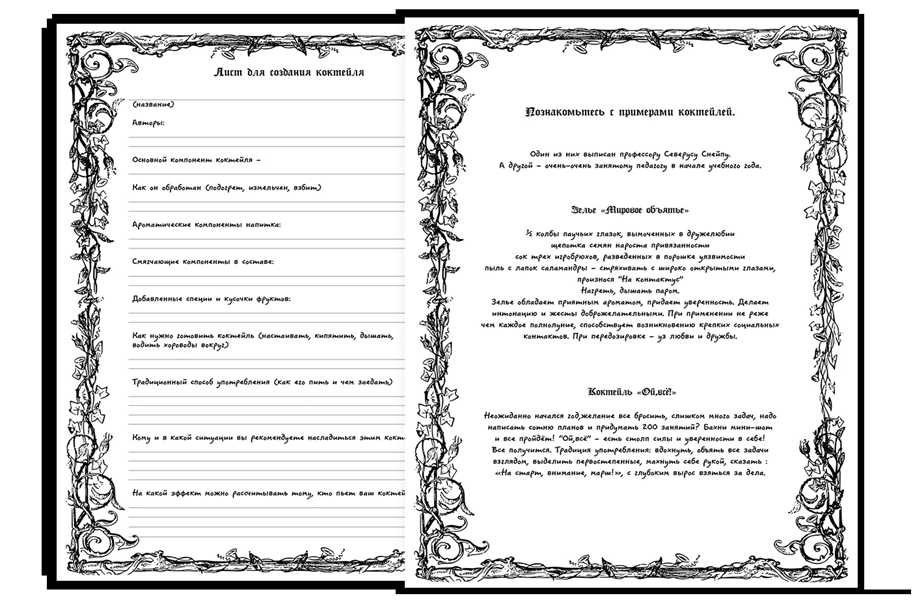 Лист для создания коктейля
(название)
Авторы:
Основной компонент коктейля –
Как он обработан (подогрет, измельчен, взбит)
Ароматические компоненты напитка:
Смягчающие компоненты в составе:
Добавленные специи и кусочки фруктов:
Как нужно готовить коктейль (настаивать, кипятить, дышать,
водить хороводы вокруг)
Традиционный способ употребления (как его пить и чем заедать)
Кому и в какой ситуации вы рекомендуете насладиться этим кокт
На какой эффект можно рассчитывать тому, кто пьет ваш коктей
Познакомьтесь с примерами коктейлей.
Один из них выписан профессору Северусу Снейпу.
А другой – очень-очень занятому педагогу в начале учебного года.
Зелье «Мировое объятье»
½ колбы паучьих глазок, вымоченных в дружелюбии
щепотка семян нароста привязанности
сок трех игробрюхов, разведенных в порошке уязвимости
пыль с лапок саламандры – стряхивать с широко открытыми глазами,
произнося "На контактус"
Нагреть, дышать паром.
Зелье обладает приятным ароматом, придает уверенность. Делает
интонацию и жесты доброжелательными. При применении не реже
чем каждое полнолуние, способствует возникновению крепких социальных
контактов. При передозировке – уз любви и дружбы.
Коктейль «Ой,всё!»
Неожиданно начался год,желание все бросить, слишком много задач, надо
написать сотню планов и придумать 200 занятий? Бахни мини-шот
и все пройдёт! "Ой,всё" – есть столп силы и уверенности в себе!
Все получится. Традиция употребления: вдохнуть, объять все задачи
взглядом, выделить первостепенные, махнуть себе рукой, сказать :
«На старт, внимание, марш!», с глубоким вырос взяться за дела.